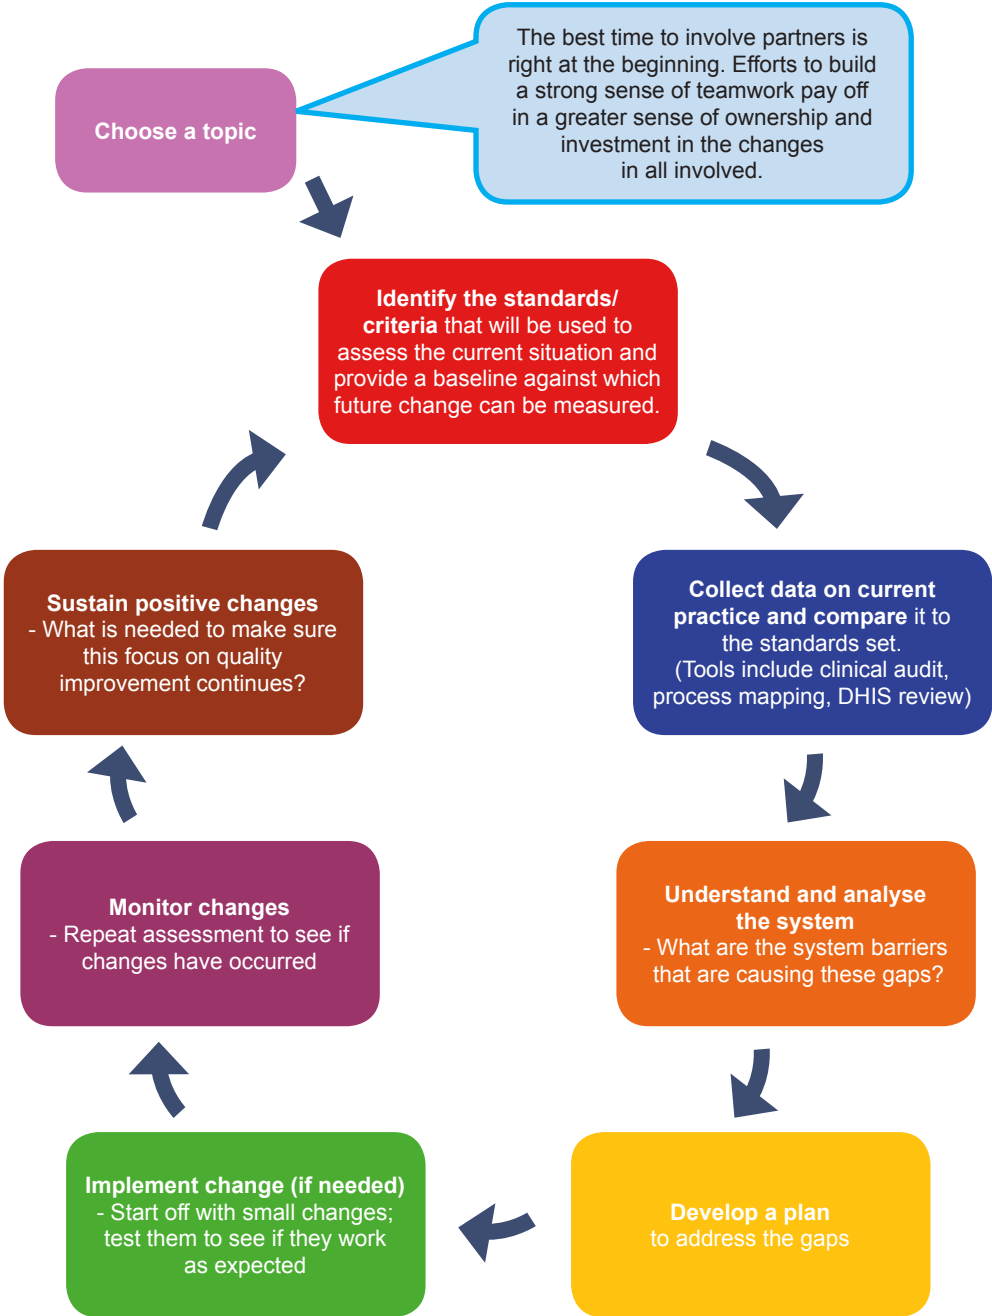 Choose a topic
The best time to involve partners is
right at the beginning. Efforts to build
a strong sense of teamwork pay off
in a greater sense of ownership and
investment in the changes
in all involved.
Identify the standards/
criteria that will be used to
assess the current situation and
provide a baseline against which
future change can be measured.
Collect data on current
practice and compare it to
the standards set.
(Tools include clinical audit,
process mapping, DHIS review)
Understand and analyse
the system
- What are the system barriers
that are causing these gaps?
Develop a plan
to address the gaps
Implement change (if needed)
- Start off with small changes;
test them to see if they work
as expected
Monitor changes
- Repeat assessment to see if
changes have occurred
Sustain positive changes
- What is needed to make sure
this focus on quality
improvement continues?